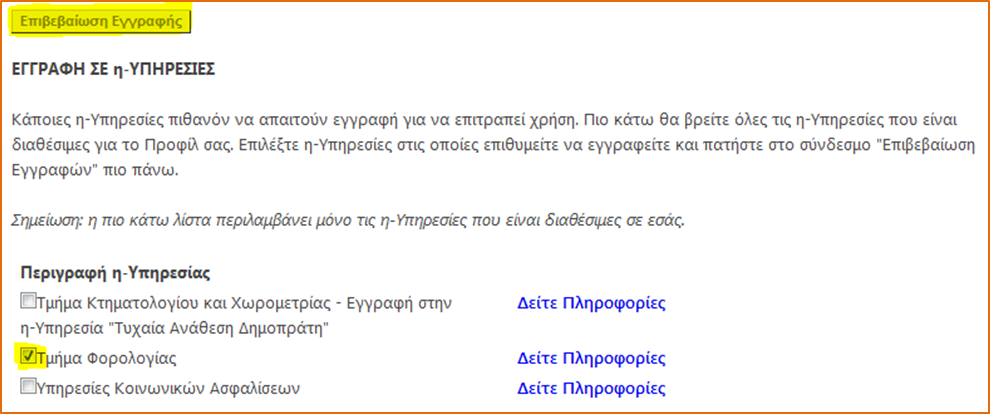 Επιβεβαίωση Εγγραφής
ΕΓΓΡΑΦΗ ΣΕ η-ΥΠΗΡΕΣΙΕΣ
Κάποιες η-Υπηρεσίες πιθανόν να απαιτούν εγγραφή για να επιτραπεί χρήση. Πιο κάτω θα βρείτε όλες τις η-Υπηρεσίες που είναι
διαθέσιμες για το Προφίλ σας. Επιλέξτε η-Υπηρεσίες στις οποίες επιθυμείτε να εγγραφείτε και πατήστε στο σύνδεσμο "Επιβεβαίωση
Εγγραφών" πιο πάνω.
Σημείωση: η πιο κάτω λίστα περιλαμβάνει μόνο τις η-Υπηρεσίες που είναι διαθέσιμες σε εσάς.
Περιγραφή η-Υπηρεσίας
Τμήμα Κτηματολογίου και Χωρομετρίας - Εγγραφή στην Δείτε Πληροφορίες
η-Υπηρεσία "Τυχαία Ανάθεση Δημοπράτη"
Τμήμα Φορολογίας Δείτε Πληροφορίες
Υπηρεσίες Κοινωνικών Ασφαλίσεων Δείτε Πληροφορίες